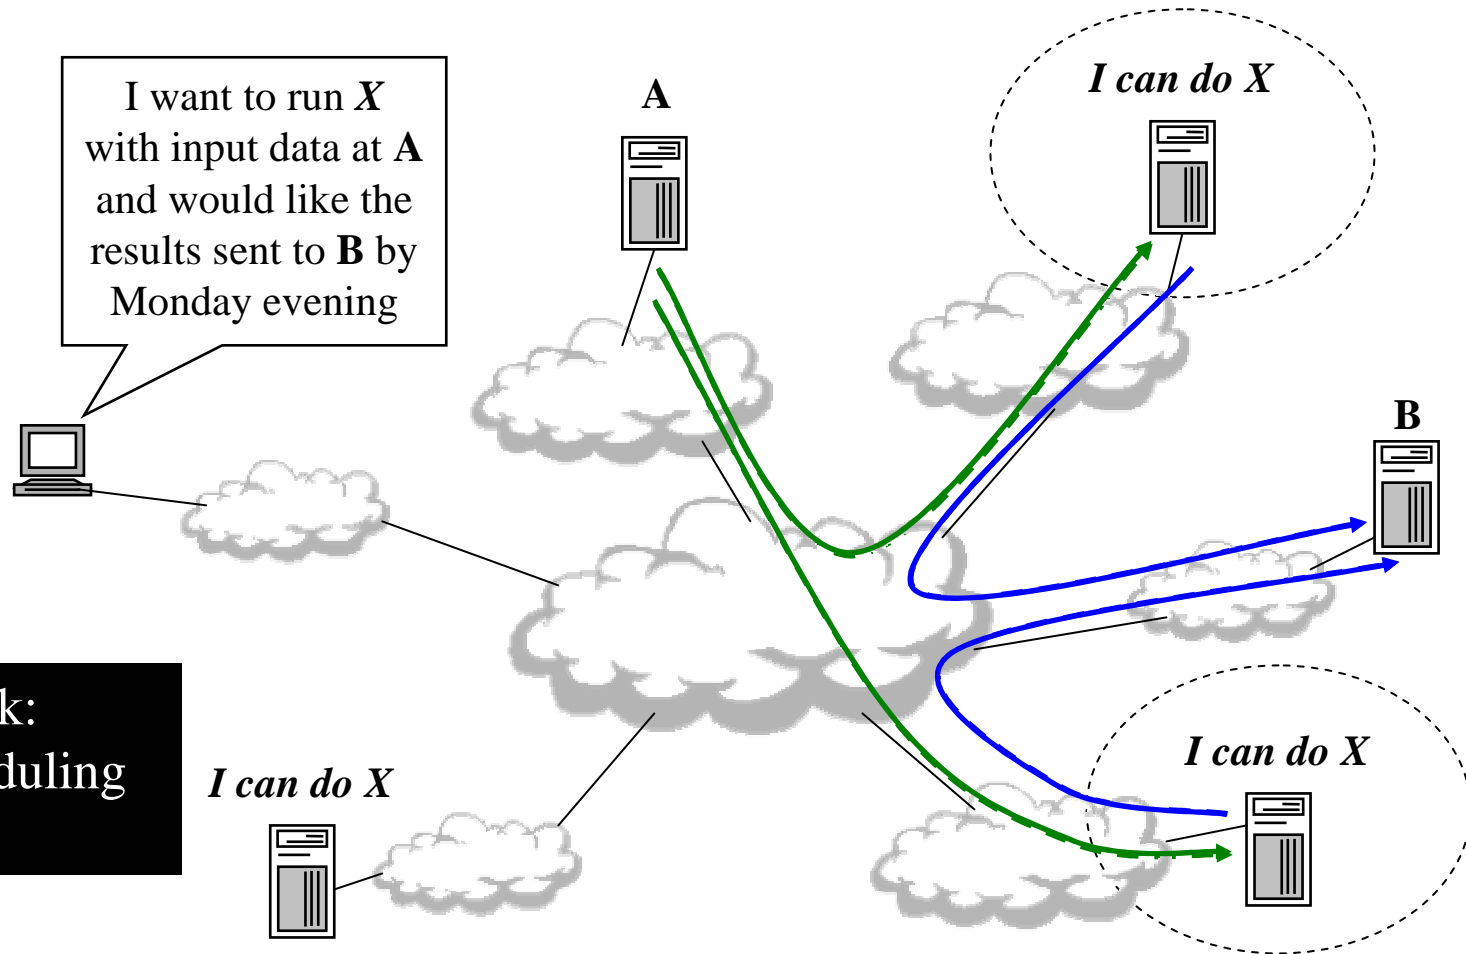 I want to run X
with input data at A
and would like the
results sent to B by
Monday evening
A
I can do X
B
k:
duling
I can do X
I can do X